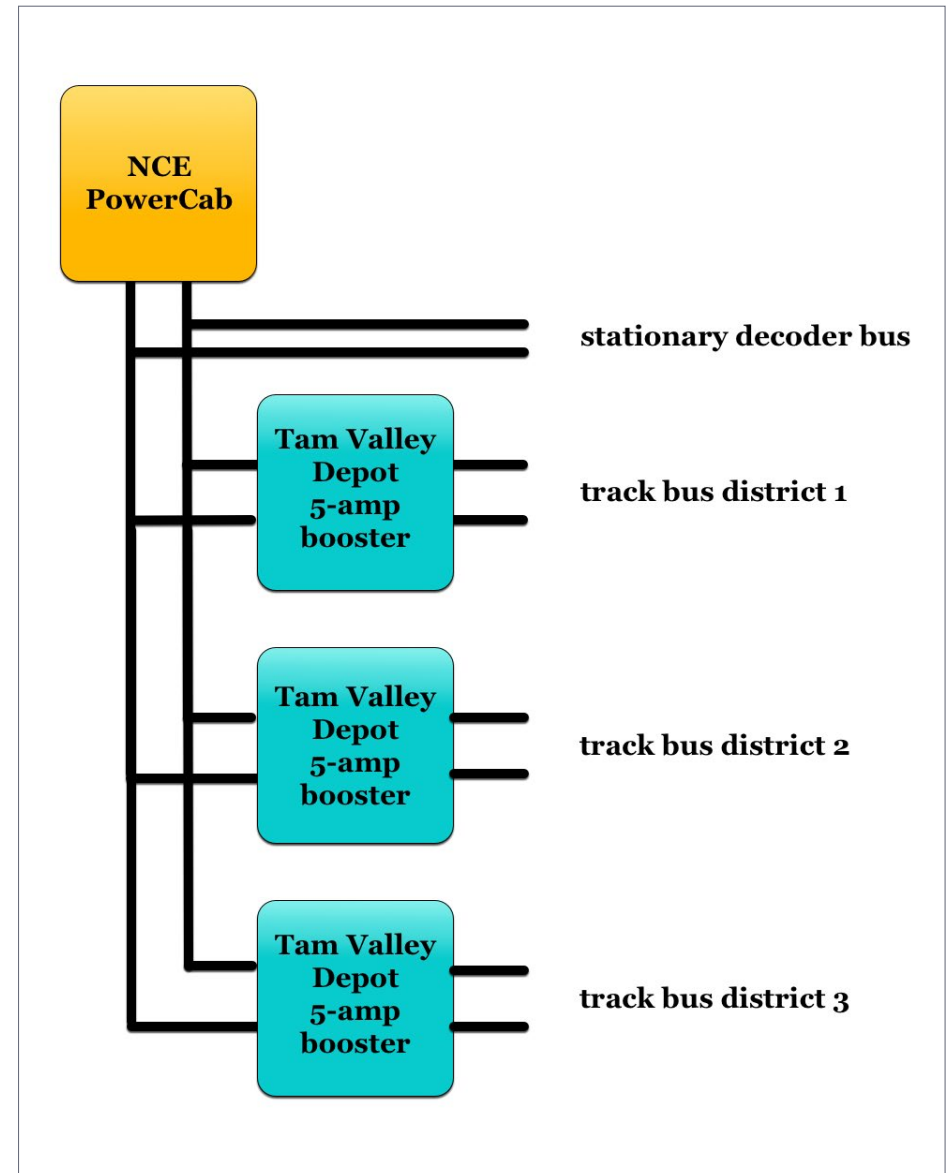 NCE
PowerCab
stationary decoder bus
Tam Valley
Depot
5-amp
booster
track bus district 1
Tam Valley
Depot
5-amp
booster
track bus district 2
Tam Valley
Depot
5-amp
booster
track bus district 3